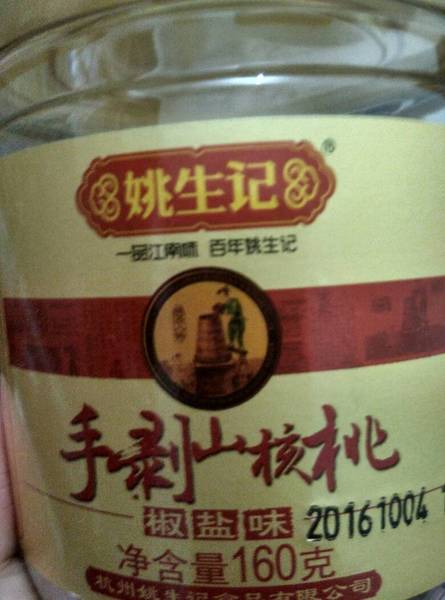 姚生记®
一品江南味 百年姚生记
手剥山核桃
椒盐味 20161004
净含量160克
杭州姚生记食品有限公司